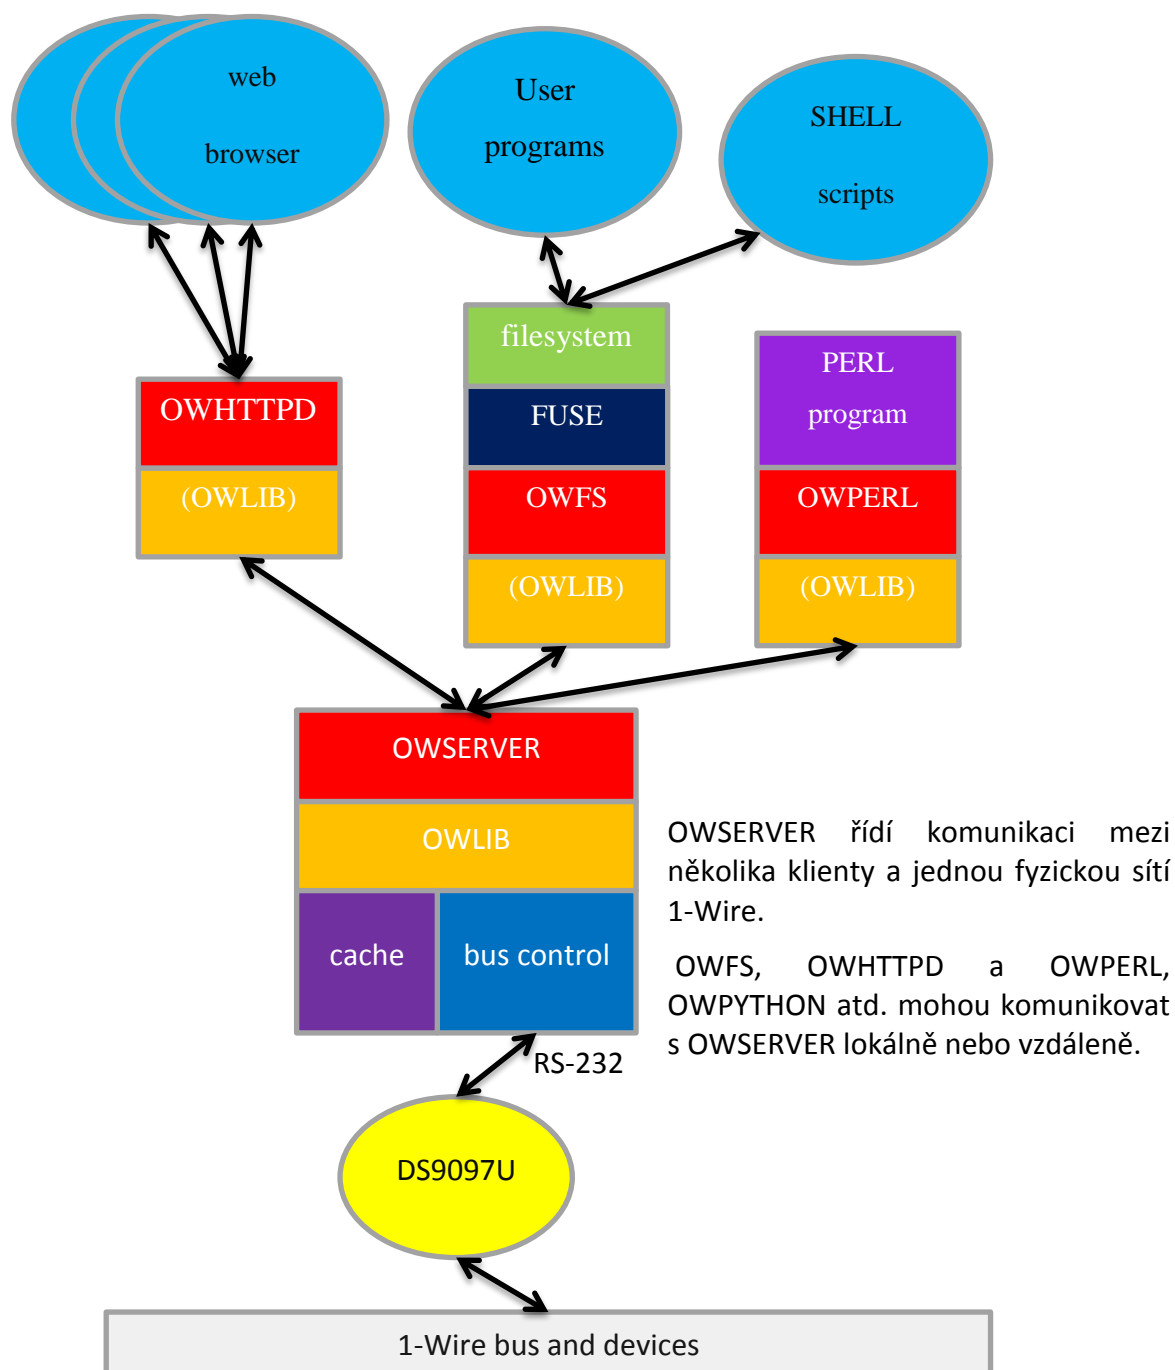 web
browser
User
programs
SHELL
scripts
filesystem
PERL
program
OWHTTPD
FUSE
(OWLIB)
OWFS
OWPERL
(OWLIB)
(OWLIB)
OWSERVER
OWLIB
cache
bus control
OWSERVER řídí komunikaci mezi
několika klienty a jednou fyzickou sítí
1-Wire.
OWFS, OWHTTPD a OWPERL,
OWPYTHON atd. mohou komunikovat
s OWSERVER lokálně nebo vzdáleně.
RS-232
DS9097U
1-Wire bus and devices